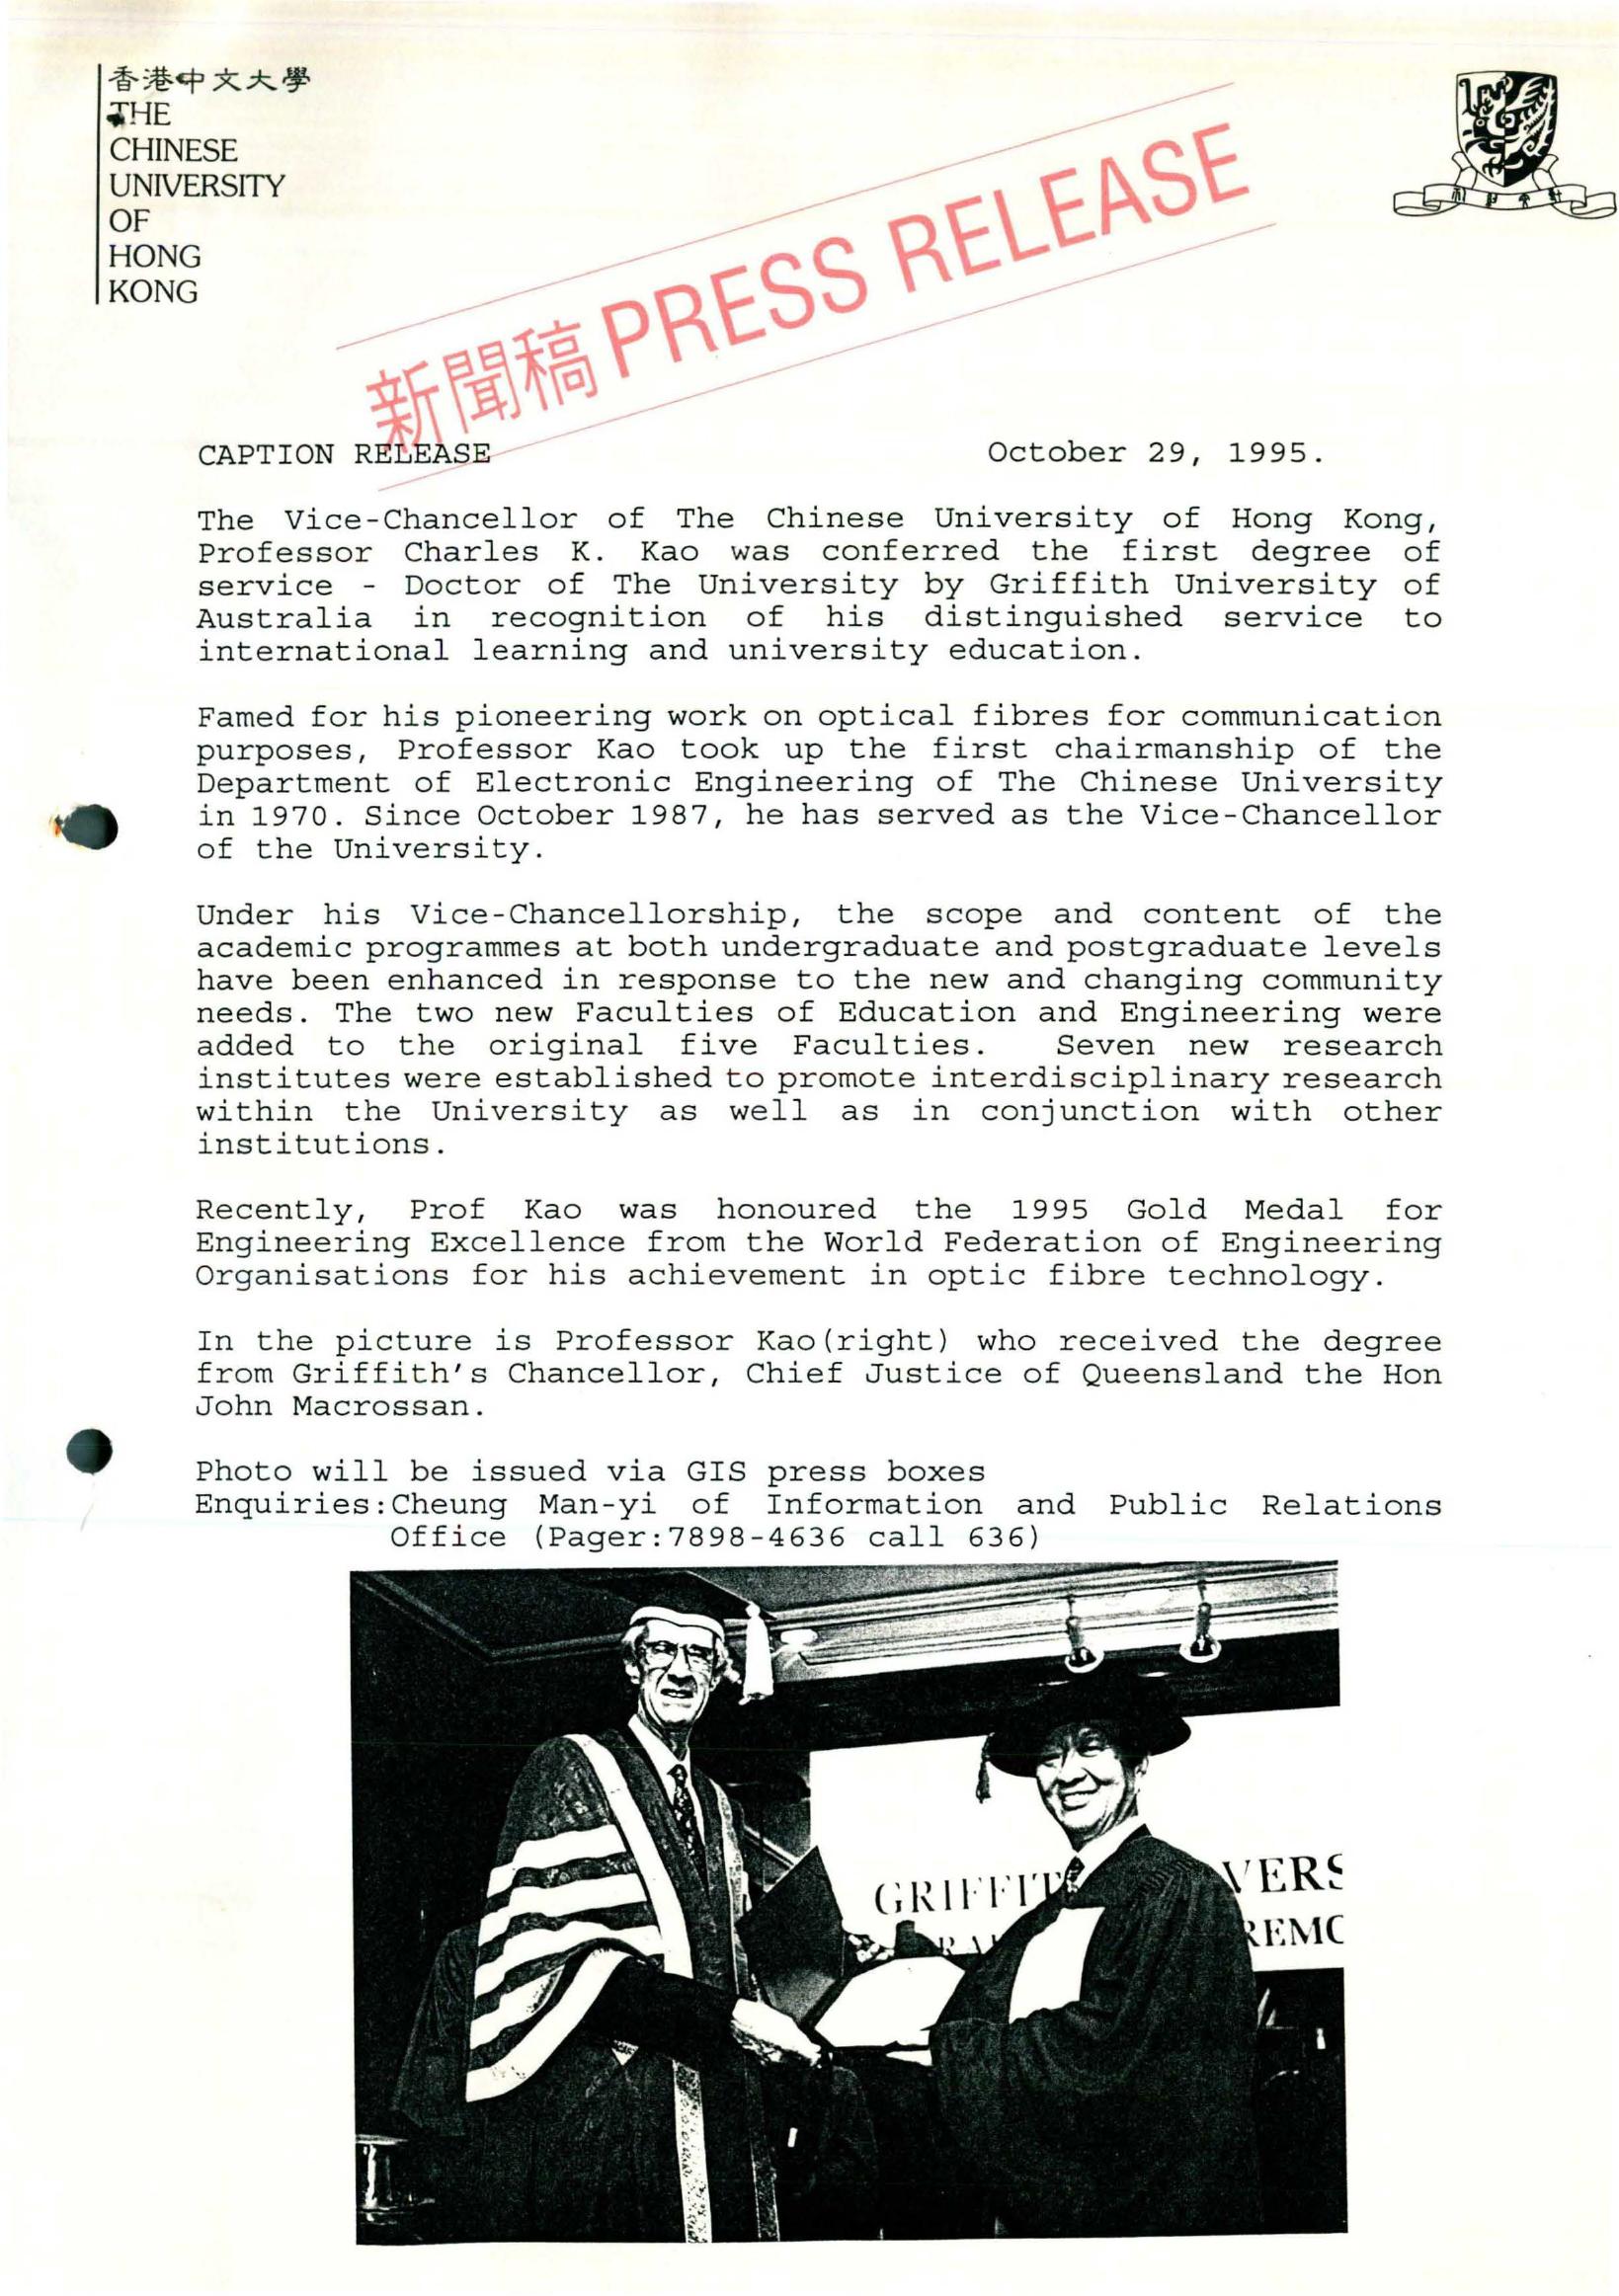 香港中文大學
THE
CHINESE
UNIVERSITY
OF
HONG
KONG
新聞稿 PRESS RELEASE
CAPTION RELEASE October 29, 1995.
The Vice-Chancellor of The Chinese University of Hong Kong,
Professor Charles K. Kao was conferred the first degree of
service - Doctor of The University by Griffith University of
Australia in recognition of his distinguished service to
international learning and university education.
Famed for his pioneering work on optical fibres for communication
purposes, Professor Kao took up the first chairmanship of the
Department of Electronic Engineering of The Chinese University
in 1970. Since October 1987, he has served as the Vice-Chancellor
of the University.
Under his Vice-Chancellorship, the scope and content of the
academic programmes at both undergraduate and postgraduate levels
have been enhanced in response to the new and changing community
needs. The two new Faculties of Education and Engineering were
added to the original five Faculties. Seven new research
institutes were established to promote interdisciplinary research
within the University as well as in conjunction with other
institutions.
Recently, Prof Kao was honoured the 1995 Gold Medal for
Engineering Excellence from the World Federation of Engineering
Organisations for his achievement in optic fibre technology.
In the picture is Professor Kao(right) who received the degree
from Griffith's Chancellor, Chief Justice of Queensland the Hon
John Macrossan.
Photo will be issued via GIS press boxes
Enquiries:Cheung Man-yi of Information and Public Relations
Office (Pager:7898-4636 call 636)
GRIFFIT VERS
RA REMO